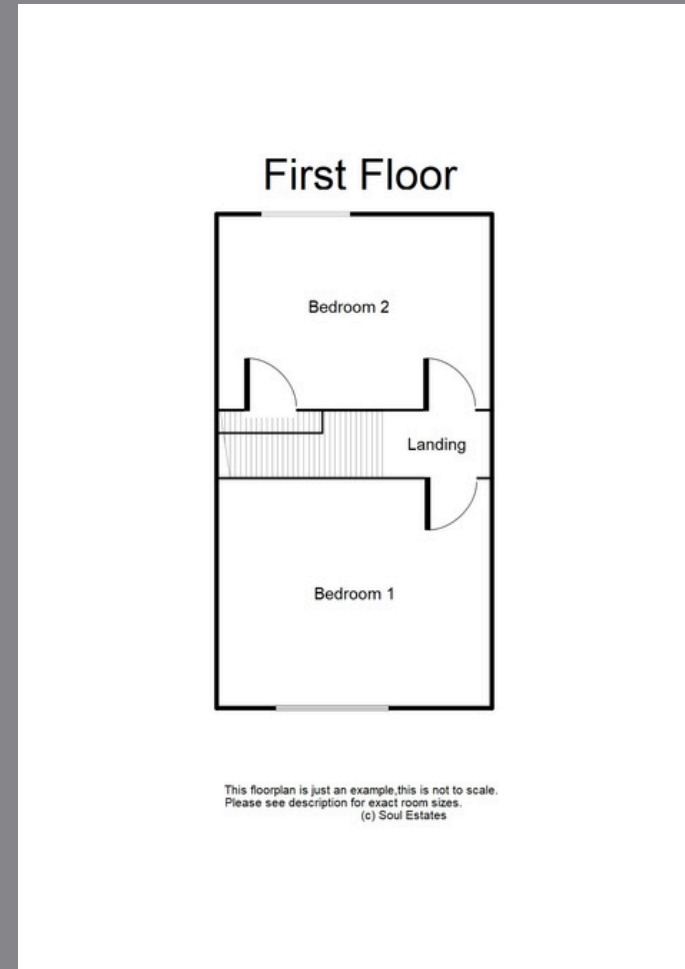 First Floor
Bedroom 2
Landing
Bedroom 1
This floorplan is just an example,this is not to scale.
Please see description for exact room sizes.
(c) Soul Estates